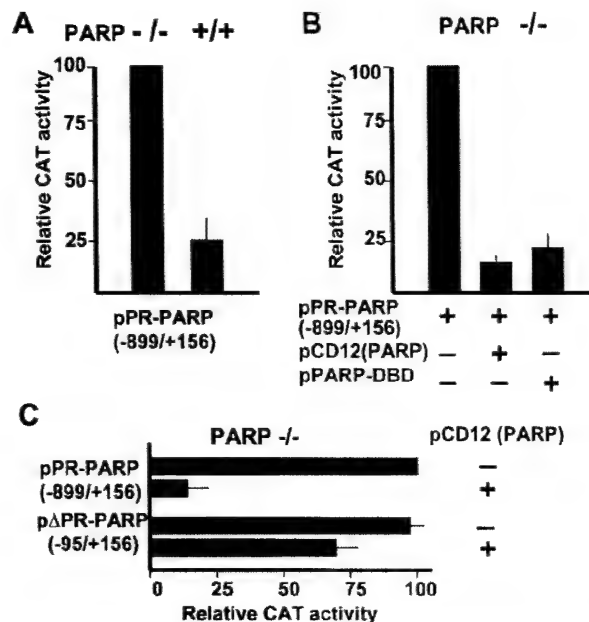 A
PARP - / - +/+
Relative CAT activity
100
75
50
25
pPR-PARP
(-899/+156)
B
PARP -/-
Relative CAT activity
100
75
50
25
pPR-PARP + + +
(-899/+156)
pCD12(PARP) − + −
pPARP-DBD − − +
C
PARP -/-
pCD12 (PARP)
pPR-PARP −
(-899/+156) +
p∆PR-PARP −
(-95/+156) +
0 25 50 75 100
Relative CAT activity